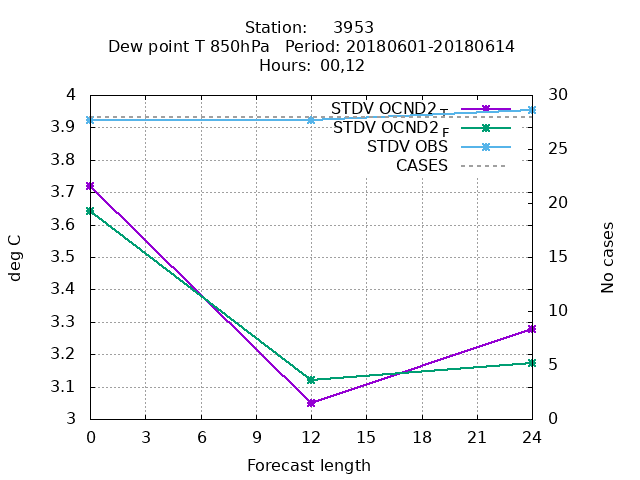 Station: 3953
Dew point T 850hPa Period: 20180601-20180614
Hours: 00,12
4
3.9
3.8
3.7
3.6
3.5
3.4
3.3
3.2
3.1
3
deg C
30
25
20
15
10
5
0
No cases
STDV OCND2 T
STDV OCND2 F
STDV OBS
CASES
0 3 6 9 12 15 18 21 24
Forecast length